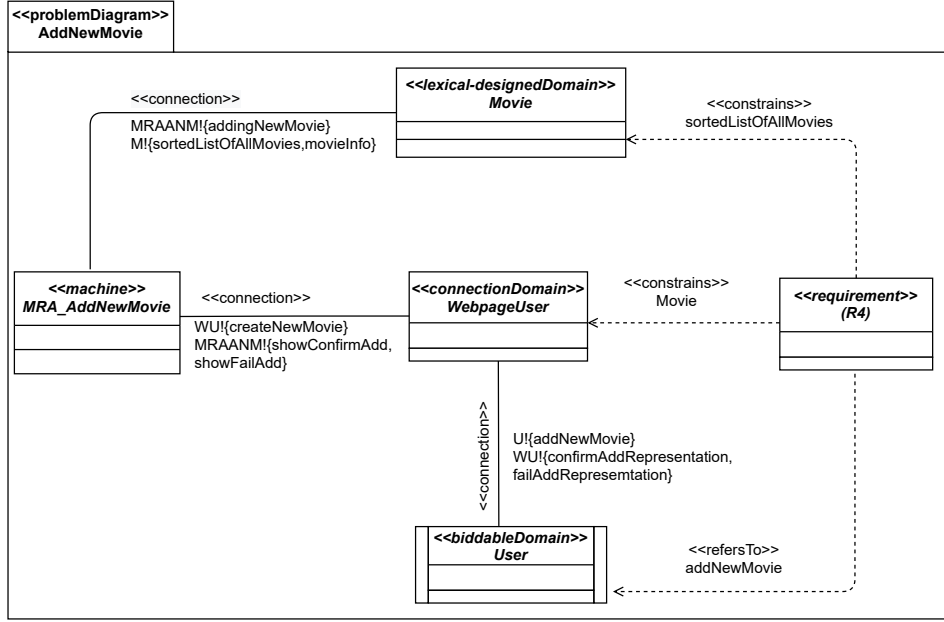 <<problemDiagram>>
AddNewMovie
<<connection>>
MRAANM!{addingNewMovie}
M!{sortedListOfAllMovies,movieInfo}
<<lexical-designedDomain>>
Movie
<<constrains>>
sortedListOfAllMovies
<<machine>>
MRA_AddNewMovie
<<connection>>
WU!{createNewMovie}
MRAANM!{showConfirmAdd,
showFailAdd}
<<connectionDomain>>
WebpageUser
<<constrains>>
Movie
<<requirement>>
(R4)
<<connection>>
U!{addNewMovie}
WU!{confirmAddRepresentation,
failAddRepresemtation}
<<biddableDomain>>
User
<<refersTo>>
addNewMovie